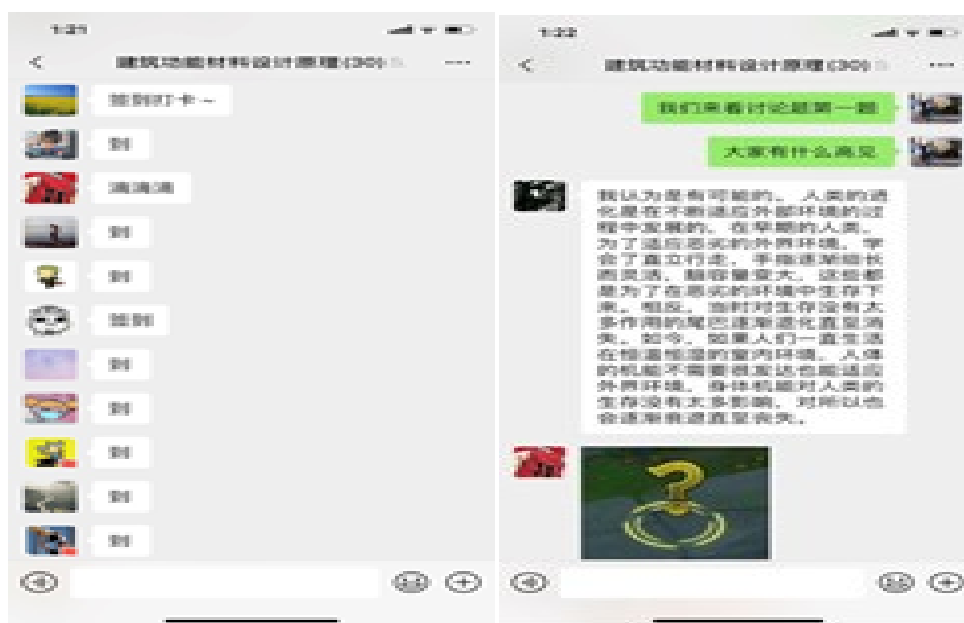 1:21
建筑功能材料设计原理(30)
签到打卡~
到
滴滴滴
到
到
签到
到
到
到
到
到
1:22
建筑功能材料设计原理(30)
我们来看讨论题第一题
大家有什么高见
我认为是有可能的。人类的进
化是在不断适应外部环境的过
程中发展的。在早期的人类,
为了适应恶劣的外界环境,学
会了直立行走,手指逐渐细长
而灵活,脑容量变大,这些都
是为了在恶劣的环境中生存下
来。相反,当时对生存没有太
多作用的尾巴逐渐退化直至消
失。如今,如果人们一直生活
在恒温恒湿的室内环境,人体
的机能不需要很发达也能适应
外界环境,身体机能对人类的
生存没有太多影响,对所以也
会逐渐衰退直至丧失。